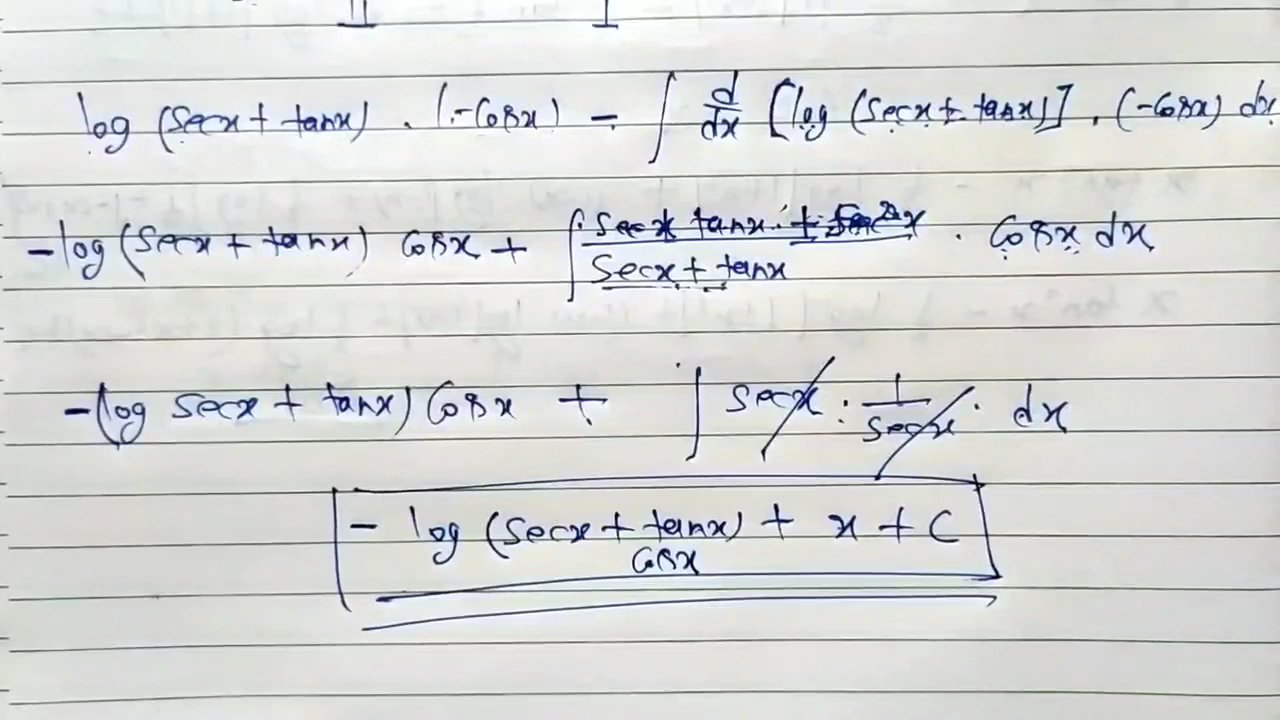 II I
log (secx + tanx) . (-cosx) - ∫ d/dx [log (secx + tanx)] . (-cosx) dx
-log (secx + tanx) cosx + ∫ secx tanx + sec²x / secx + tanx . cosx dx
-(log secx + tanx) cosx + ∫ secx . 1/secx . dx
- log (secx + tanx) + x + C
cosx